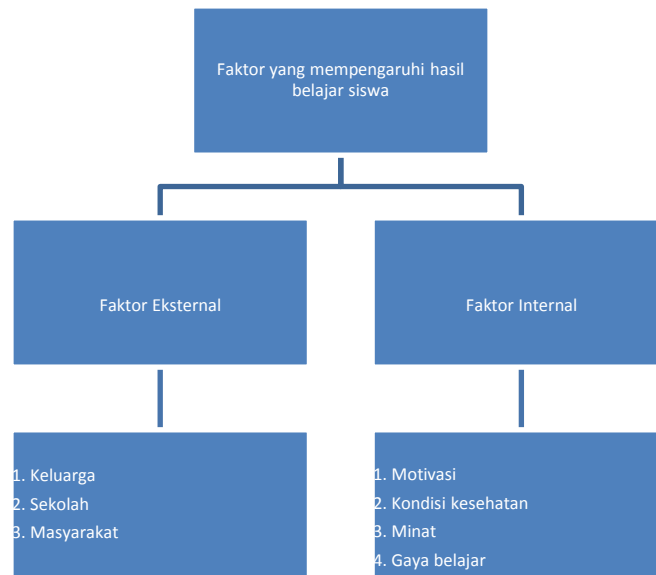 Faktor yang mempengaruhi hasil
belajar siswa
Faktor Eksternal
Faktor Internal
1. Keluarga
2. Sekolah
3. Masyarakat
1. Motivasi
2. Kondisi kesehatan
3. Minat
4. Gaya belajar